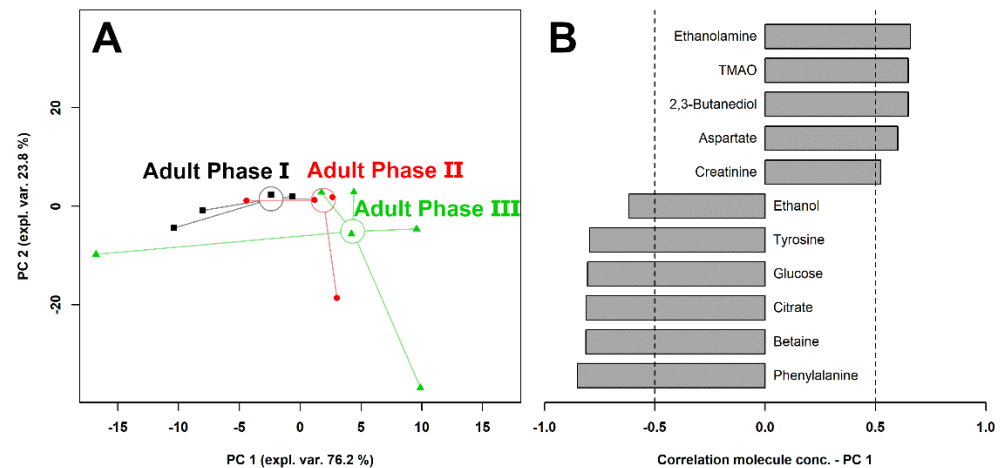 A
20
0
-20
PC 2 (expl. var. 23.8 %)
Adult Phase I
Adult Phase II
Adult Phase III
-15
-10
-5
0
5
10
15
PC 1 (expl. var. 76.2 %)
B
Ethanolamine
TMAO
2,3-Butanediol
Aspartate
Creatinine
Ethanol
Tyrosine
Glucose
Citrate
Betaine
Phenylalanine
-1.0
-0.5
0.0
0.5
1.0
Correlation molecule conc. - PC 1